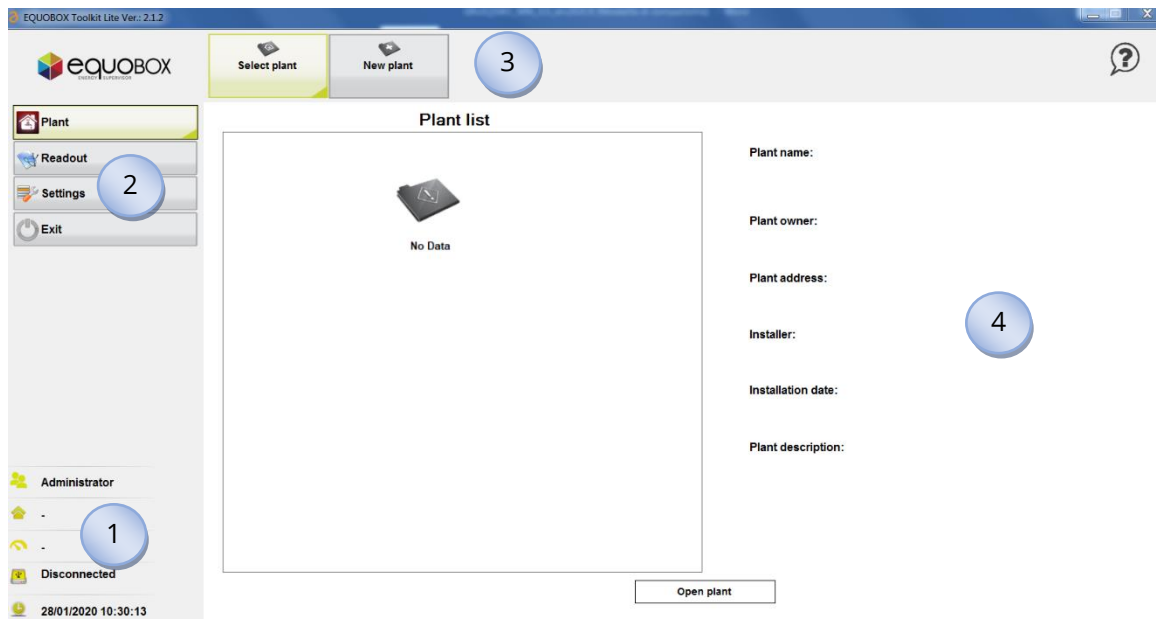 EQUOBOX Toolkit Lite Ver.: 2.1.2
equoBOX
ENERGY SUPERVISION
Select plant
New plant
3
Plant
Readout
Settings
2
Exit
Plant list
No Data
Plant name:
Plant owner:
Plant address:
Installer:
4
Installation date:
Plant description:
Administrator
-
1
-
Disconnected
28/01/2020 10:30:13
Open plant